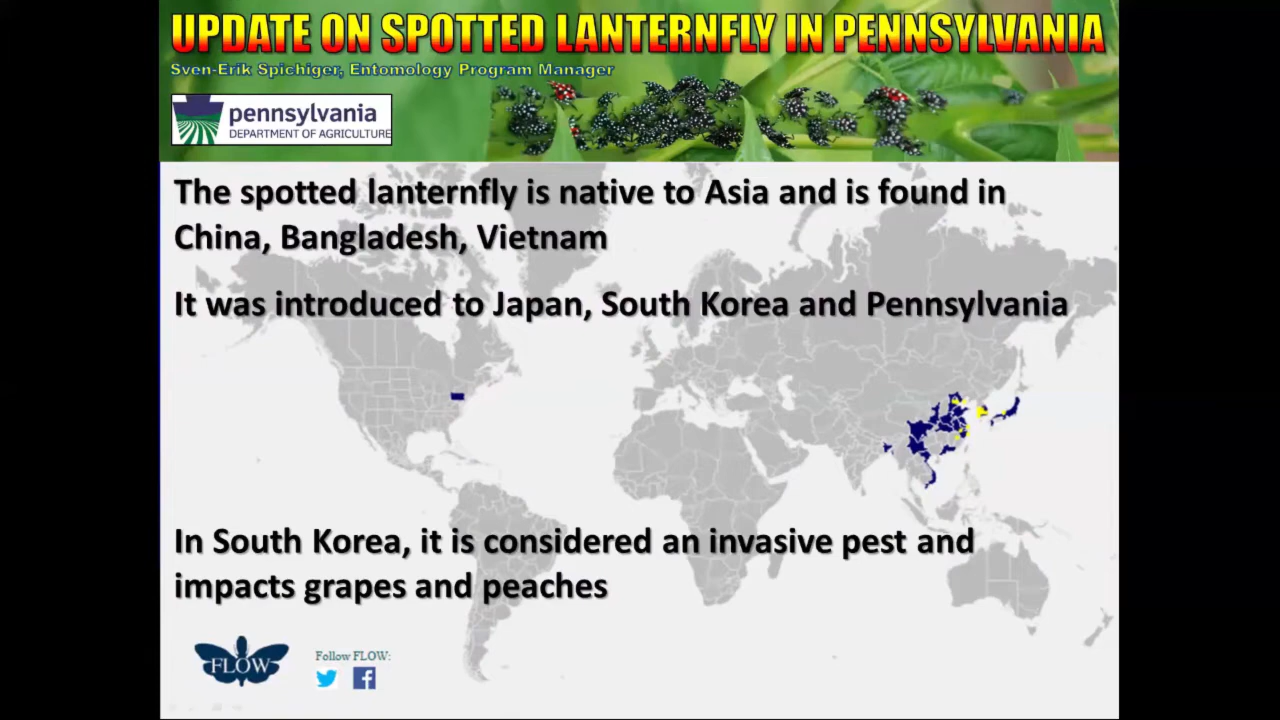 UPDATE ON SPOTTED LANTERNFLY IN PENNSYLVANIA
Sven-Erik Spichiger, Entomology Program Manager
pennsylvania
DEPARTMENT OF AGRICULTURE
The spotted lanternfly is native to Asia and is found in
China, Bangladesh, Vietnam
It was introduced to Japan, South Korea and Pennsylvania
In South Korea, it is considered an invasive pest and
impacts grapes and peaches
FLOW
Follow FLOW: